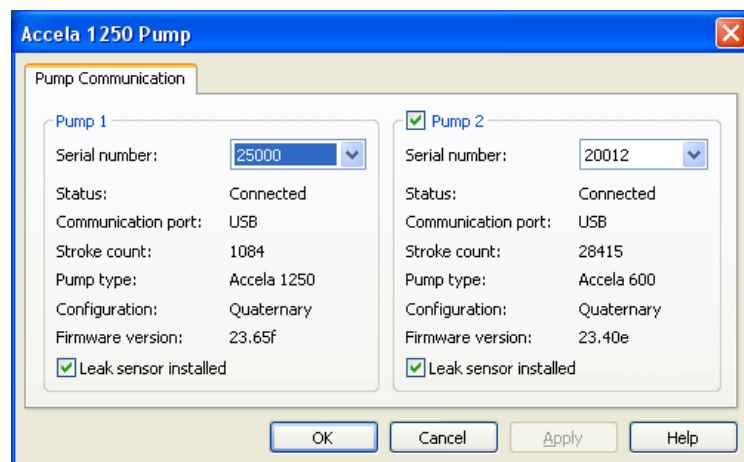 Accela 1250 Pump
Pump Communication
Pump 1
Serial number: 25000
Status: Connected
Communication port: USB
Stroke count: 1084
Pump type: Accela 1250
Configuration: Quaternary
Firmware version: 23.65f
Leak sensor installed
Pump 2
Serial number: 20012
Status: Connected
Communication port: USB
Stroke count: 28415
Pump type: Accela 600
Configuration: Quaternary
Firmware version: 23.40e
Leak sensor installed
OK Cancel Apply Help